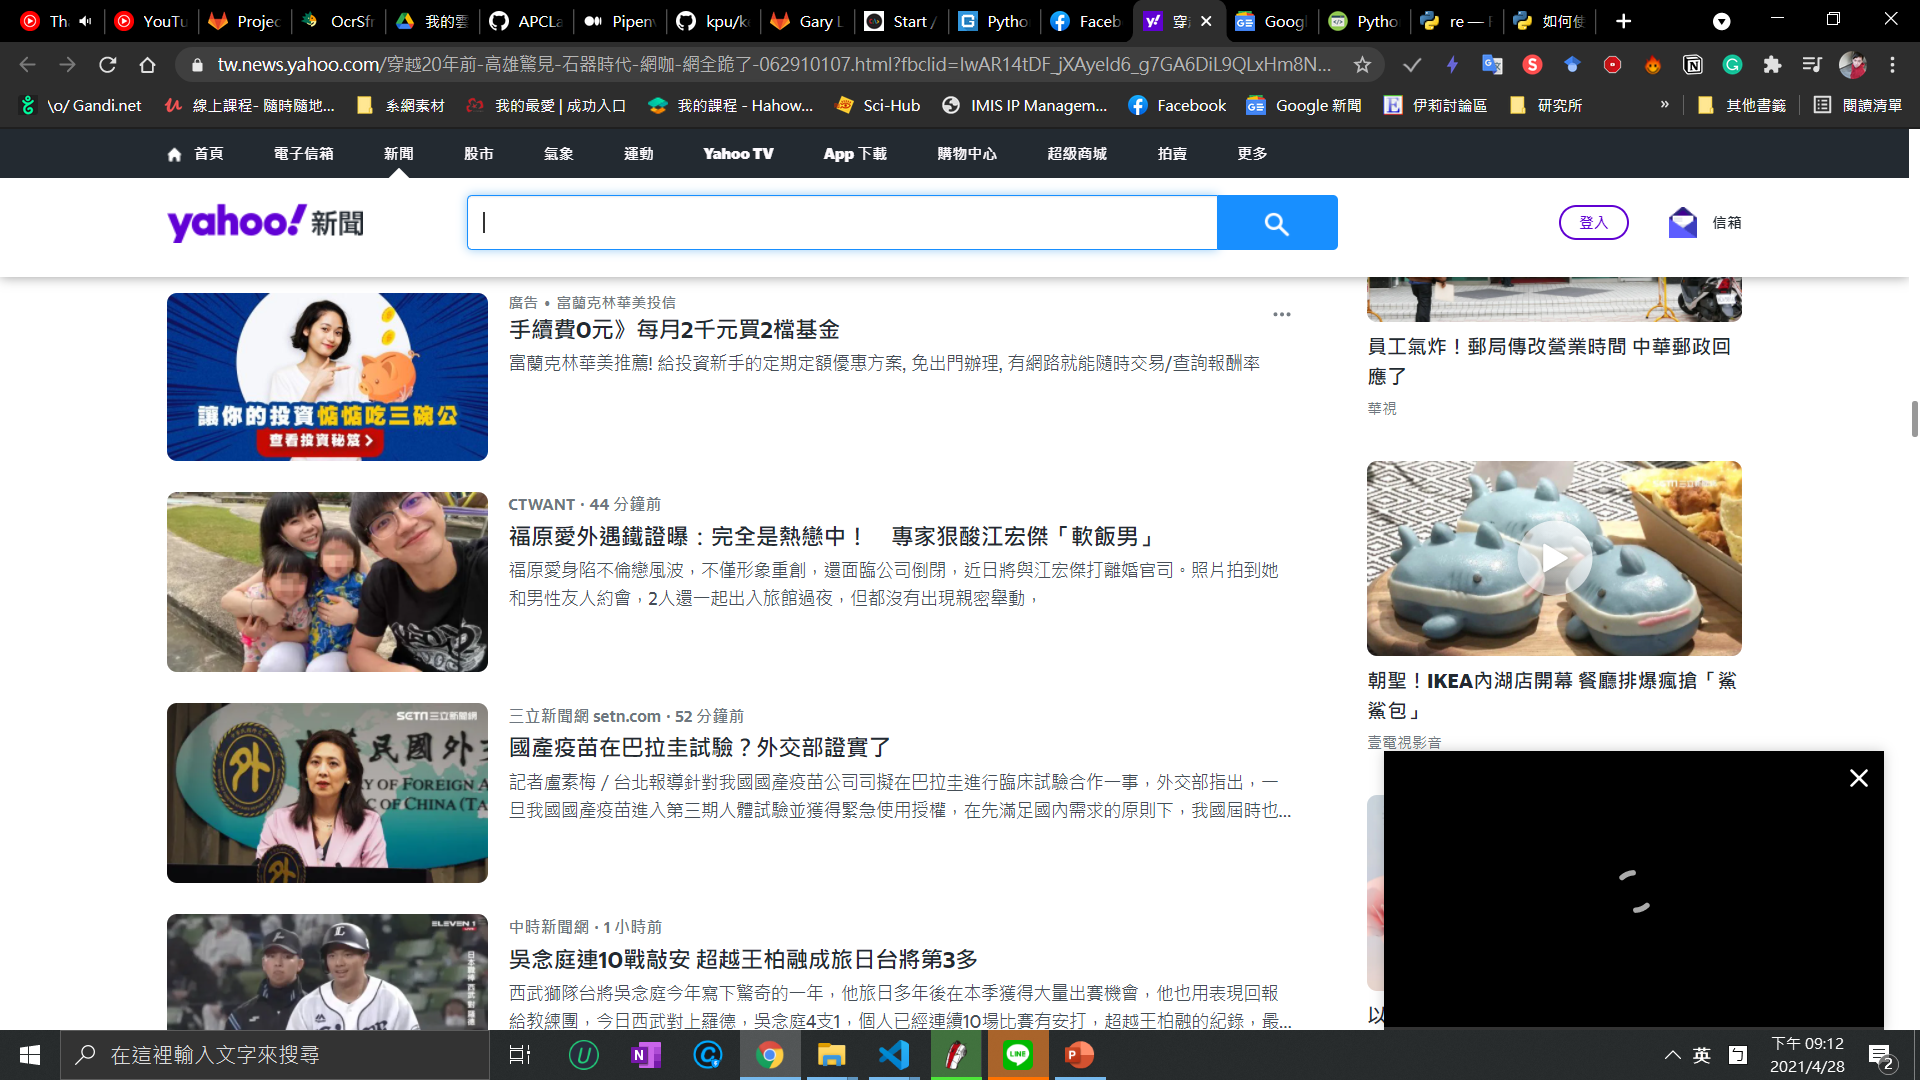 Tha
YouTu
Projec
OcrSfr
我的雲
APCLa
Pipenv
kpu/ke
Gary L
Start /
Pytho
Faceb
Googl
Pytho
re — F
如何使
tw.news.yahoo.com/穿越20年前-高雄驚見-石器時代-網咖-網全跪了-062910107.html?fbclid=IwAR14tDF_jXAyeld6_g7GA6DiL9QLxHm8N...
\o/ Gandi.net
線上課程- 隨時隨地...
系網素材
我的最愛 | 成功入口
我的課程 - Hahow...
Sci-Hub
IMIS IP Managem...
Facebook
Google 新聞
伊莉討論區
研究所
»
其他書籤
閱讀清單
首頁
電子信箱
新聞
股市
氣象
運動
Yahoo TV
App 下載
購物中心
超級商城
拍賣
更多
yahoo!新聞
登入
信箱
廣告 • 富蘭克林華美投信
手續費0元》每月2千元買2檔基金
富蘭克林華美推薦! 給投資新手的定期定額優惠方案, 免出門辦理, 有網路就能隨時交易/查詢報酬率
讓你的投資惦惦吃三碗公
查看投資秘笈
CTWANT · 44 分鐘前
福原愛外遇鐵證曝：完全是熱戀中！　專家狠酸江宏傑「軟飯男」
福原愛身陷不倫戀風波，不僅形象重創，還面臨公司倒閉，近日將與江宏傑打離婚官司。照片拍到她
和男性友人約會，2人還一起出入旅館過夜，但都沒有出現親密舉動，
SETN三立新聞網
民國外交
外
RY OF FOREIGN A
IC OF CHINA (TA
三立新聞網 setn.com · 52 分鐘前
國產疫苗在巴拉圭試驗？外交部證實了
記者盧素梅／台北報導針對我國國產疫苗公司司擬在巴拉圭進行臨床試驗合作一事，外交部指出，一
旦我國國產疫苗進入第三期人體試驗並獲得緊急使用授權，在先滿足國內需求的原則下，我國屆時也...
ELEVEN 1
中時新聞網 · 1 小時前
吳念庭連10戰敲安 超越王柏融成旅日台將第3多
西武獅隊台將吳念庭今年寫下驚奇的一年，他旅日多年後在本季獲得大量出賽機會，他也用表現回報
給教練團，今日西武對上羅德，吳念庭4支1，個人已經連續10場比賽有安打，超越王柏融的紀錄，最...
員工氣炸！郵局傳改營業時間 中華郵政回
應了
華視
朝聖！IKEA內湖店開幕 餐廳排爆瘋搶「鯊
鯊包」
壹電視影音
以
在這裡輸入文字來搜尋
英
下午 09:12
2021/4/28
2